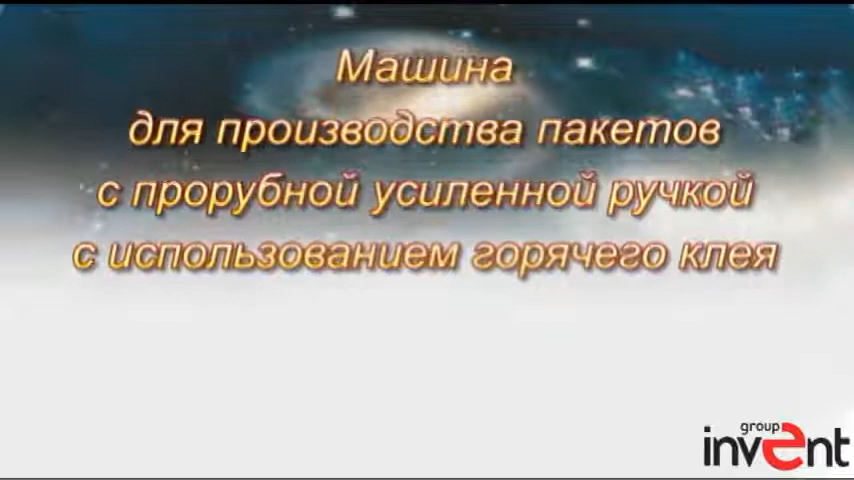 Машина
для производства пакетов
с прорубной усиленной ручкой
с использованием горячего клея
group
invent